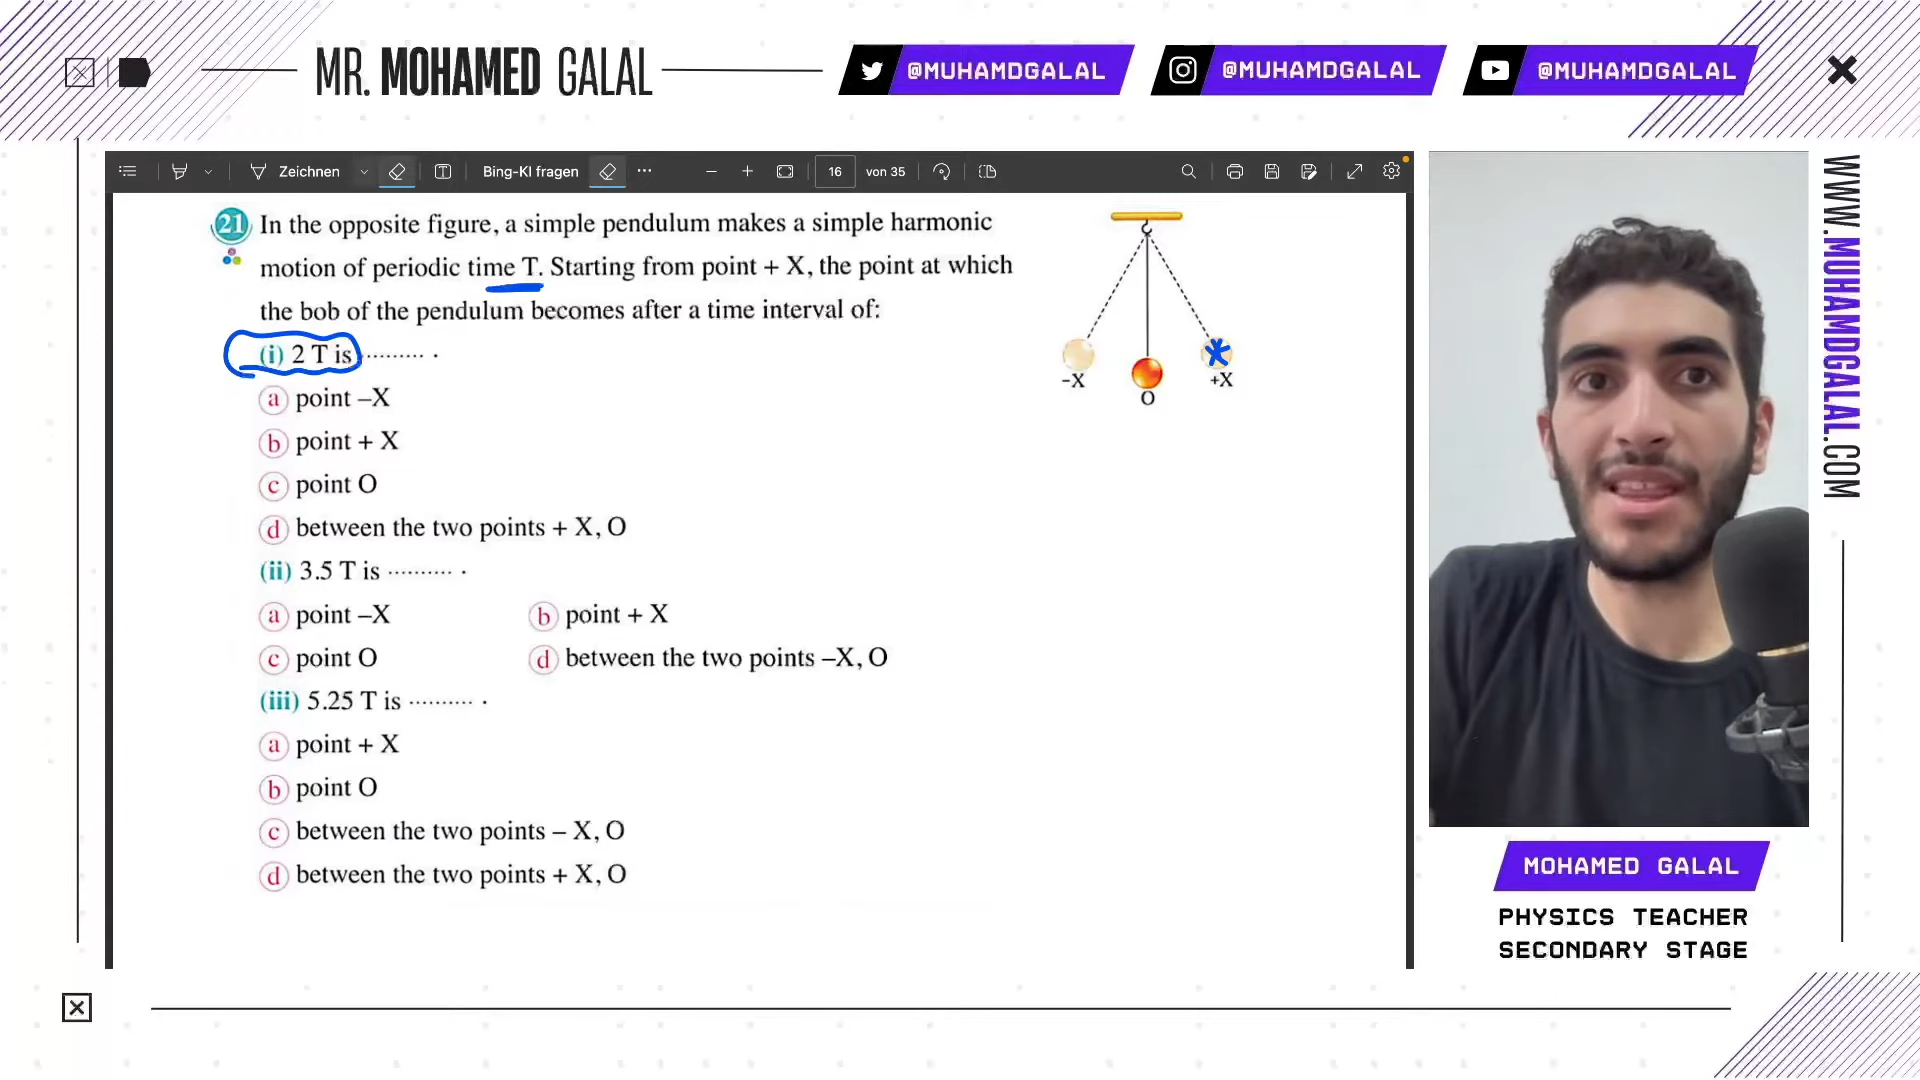 MR. MOHAMED GALAL
@MUHAMDGALAL
@MUHAMDGALAL
@MUHAMDGALAL
Zeichnen
Bing-KI fragen
16 von 35
21 In the opposite figure, a simple pendulum makes a simple harmonic
motion of periodic time T. Starting from point + X, the point at which
the bob of the pendulum becomes after a time interval of:
(i) 2 T is .......... .
a point –X
b point + X
c point O
d between the two points + X, O
(ii) 3.5 T is .......... .
a point –X
b point + X
c point O
d between the two points –X, O
(iii) 5.25 T is .......... .
a point + X
b point O
c between the two points – X, O
d between the two points + X, O
-X
O
+X
WWW.MUHAMDGALAL.COM
MOHAMED GALAL
PHYSICS TEACHER
SECONDARY STAGE